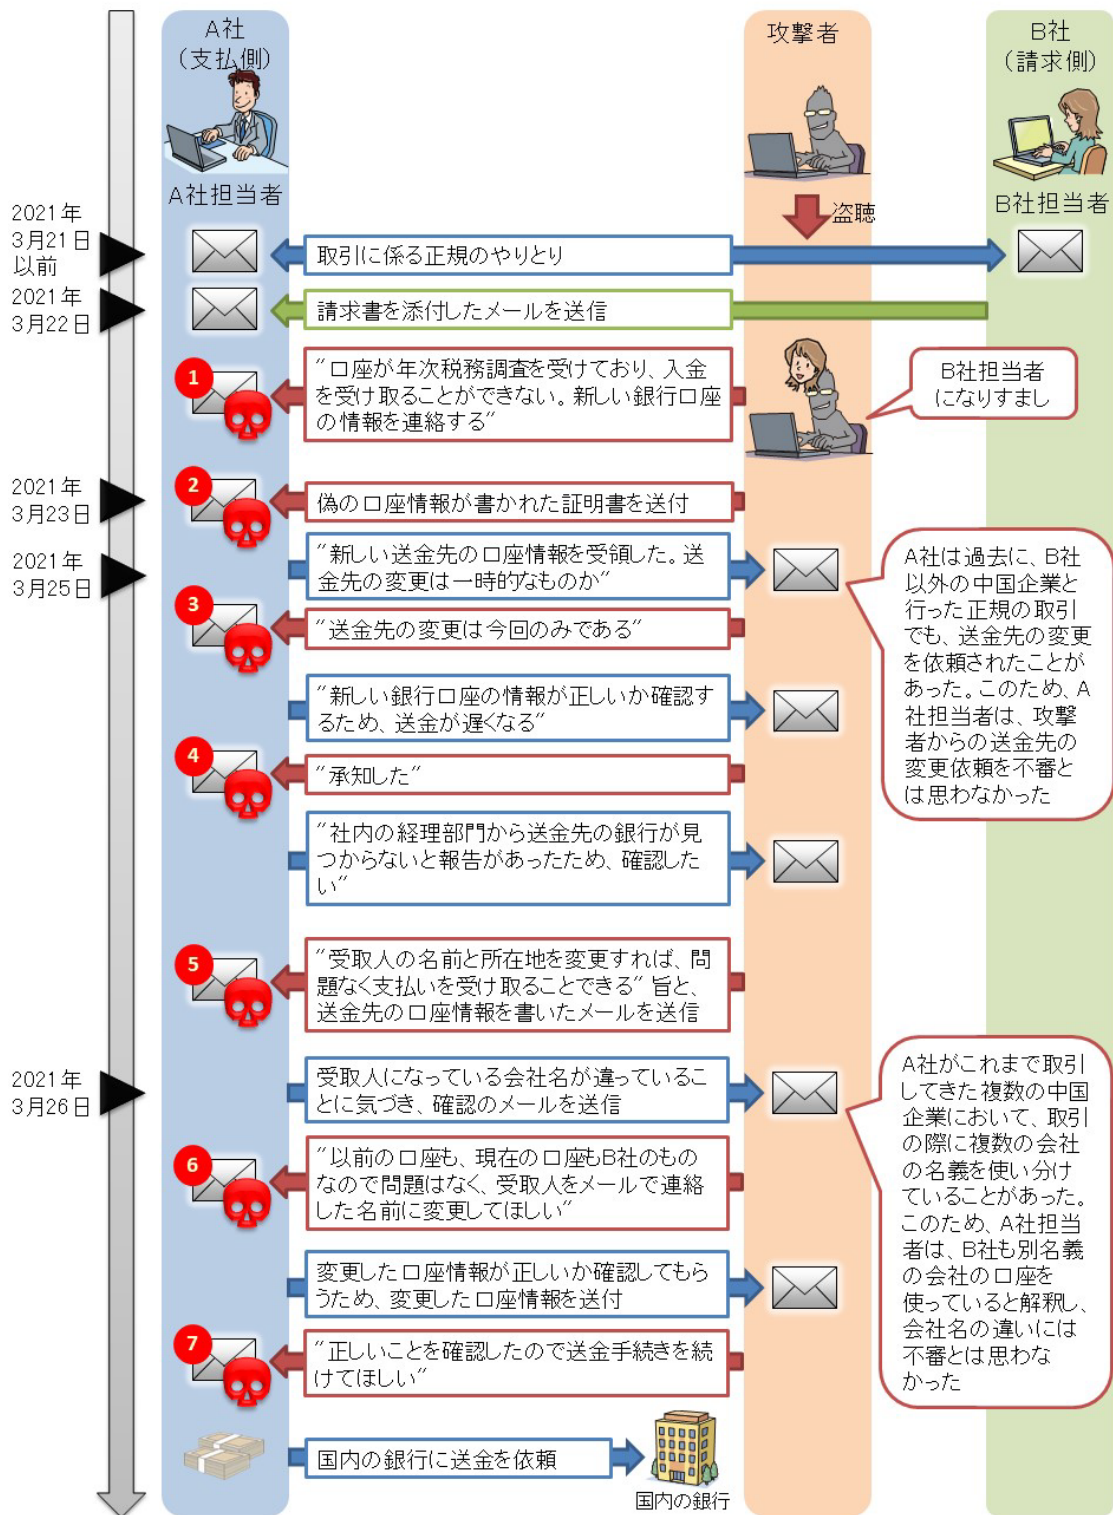 A社
（支払側）
攻撃者
B社
（請求側）
A社担当者
盗聴
B社担当者
2021年
3月21日
以前
取引に係る正規のやりとり
2021年
3月22日
請求書を添付したメールを送信
1
”口座が年次税務調査を受けており、入金
を受け取ることができない。新しい銀行口座
の情報を連絡する”
B社担当者
になりすまし
2021年
3月23日
2
偽の口座情報が書かれた証明書を送付
2021年
3月25日
”新しい送金先の口座情報を受領した。送
金先の変更は一時的なものか”
A社は過去に、B社
以外の中国企業と
行った正規の取引
でも、送金先の変更
を依頼されたことが
あった。このため、A
社担当者は、攻撃
者からの送金先の
変更依頼を不審と
は思わなかった
3
”送金先の変更は今回のみである”
”新しい銀行口座の情報が正しいか確認す
るため、送金が遅くなる”
4
”承知した”
”社内の経理部門から送金先の銀行が見
つからないと報告があったため、確認した
い”
5
”受取人の名前と所在地を変更すれば、問
題なく支払いを受け取ることできる”旨と、
送金先の口座情報を書いたメールを送信
2021年
3月26日
受取人になっている会社名が違っているこ
とに気づき、確認のメールを送信
A社がこれまで取引
してきた複数の中国
企業において、取引
の際に複数の会社
の名義を使い分け
ていることがあった。
このため、A社担当
者は、B社も別名義
の会社の口座を
使っていると解釈し、
会社名の違いには
不審とは思わな
かった
6
”以前の口座も、現在の口座もB社のもの
なので問題はなく、受取人をメールで連絡
した名前に変更してほしい”
変更した口座情報が正しいか確認してもら
うため、変更した口座情報を送付
7
”正しいことを確認したので送金手続きを続
けてほしい”
国内の銀行に送金を依頼
国内の銀行